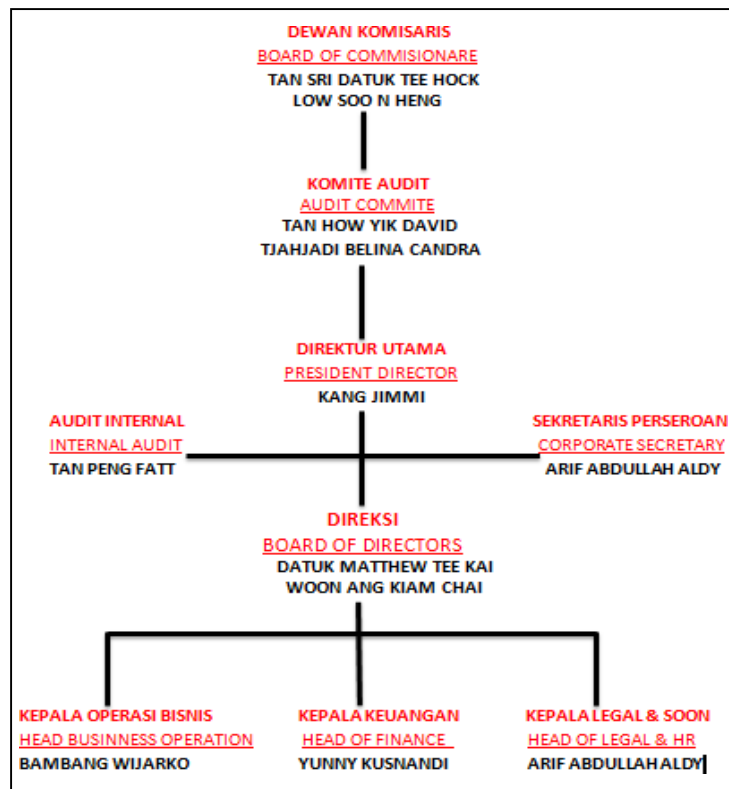 DEWAN KOMISARIS
BOARD OF COMMISIONARE
TAN SRI DATUK TEE HOCK
LOW SOO N HENG
KOMITE AUDIT
AUDIT COMMITE
TAN HOW YIK DAVID
TJAHJADI BELINA CANDRA
DIREKTUR UTAMA
PRESIDENT DIRECTOR
KANG JIMMI
AUDIT INTERNAL
INTERNAL AUDIT
TAN PENG FATT
SEKRETARIS PERSEROAN
CORPORATE SECRETARY
ARIF ABDULLAH ALDY
DIREKSI
BOARD OF DIRECTORS
DATUK MATTHEW TEE KAI
WOON ANG KIAM CHAI
KEPALA OPERASI BISNIS
HEAD BUSINNESS OPERATION
BAMBANG WIJARKO
KEPALA KEUANGAN
HEAD OF FINANCE
YUNNY KUSNANDI
KEPALA LEGAL & SOON
HEAD OF LEGAL & HR
ARIF ABDULLAH ALDY